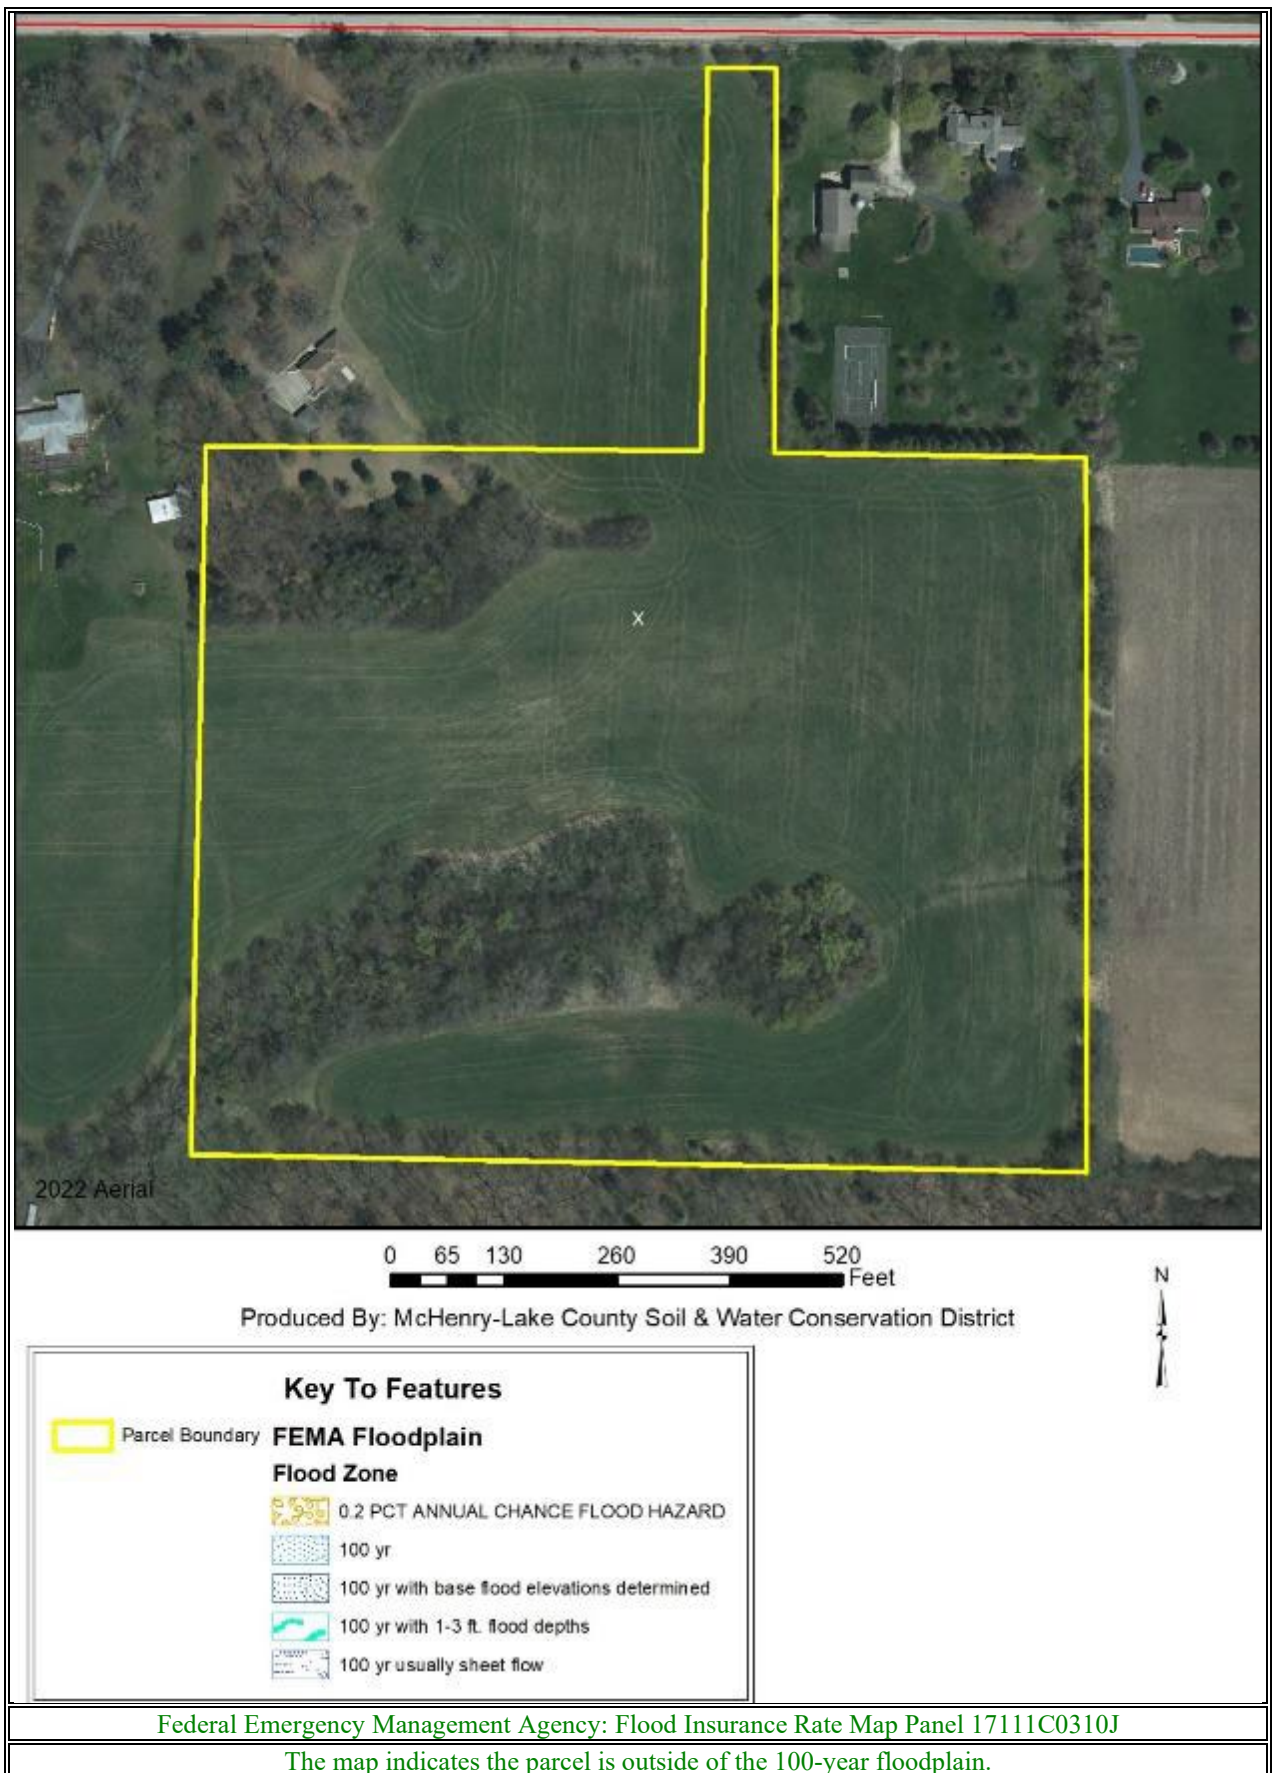 X
2022 Aerial
0 65 130 260 390 520
Feet
N
Produced By: McHenry-Lake County Soil & Water Conservation District
Key To Features
Parcel Boundary
FEMA Floodplain
Flood Zone
0.2 PCT ANNUAL CHANCE FLOOD HAZARD
100 yr
100 yr with base flood elevations determined
100 yr with 1-3 ft. flood depths
100 yr usually sheet flow
Federal Emergency Management Agency: Flood Insurance Rate Map Panel 17111C0310J
The map indicates the parcel is outside of the 100-year floodplain.